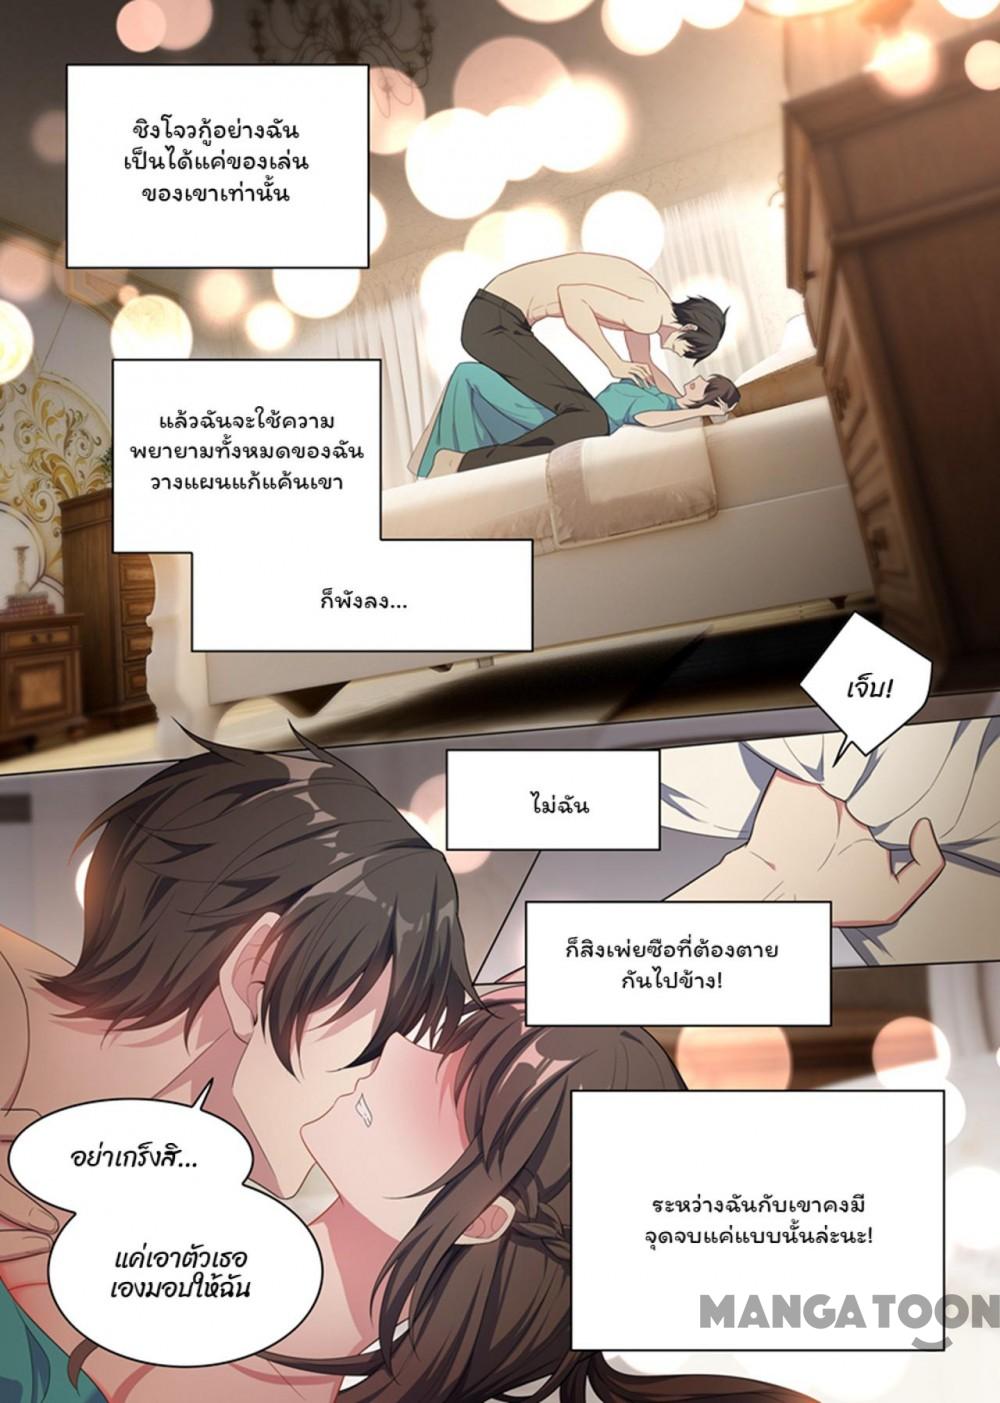 ชิงโจวกู้อย่างฉัน
เป็นได้แค่ของเล่น
ของเขาเท่านั้น
แล้วฉันจะใช้ความ
พยายามทั้งหมดของฉัน
วางแผนแก้แค้นเขา
ก็พังลง...
เจ็บ!
ไม่ฉัน
ก็สิงเพ่ยซือที่ต้องตาย
กันไปข้าง!
อย่าเกร็งสิ...
แค่เอาตัวเธอ
เองมอบให้ฉัน
ระหว่างฉันกับเขาคงมี
จุดจบแค่แบบนั้นล่ะนะ!
MANGATOON